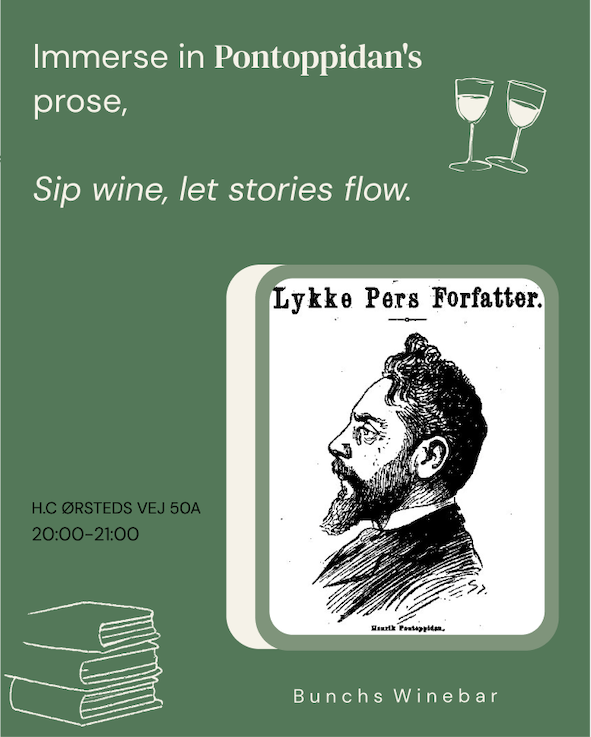 Immerse in Pontoppidan's
prose,
Sip wine, let stories flow.
Lykke Pers Forfatter.
Henrik Pontoppidan.
H.C ØRSTEDS VEJ 50A
20:00-21:00
Bunchs Winebar